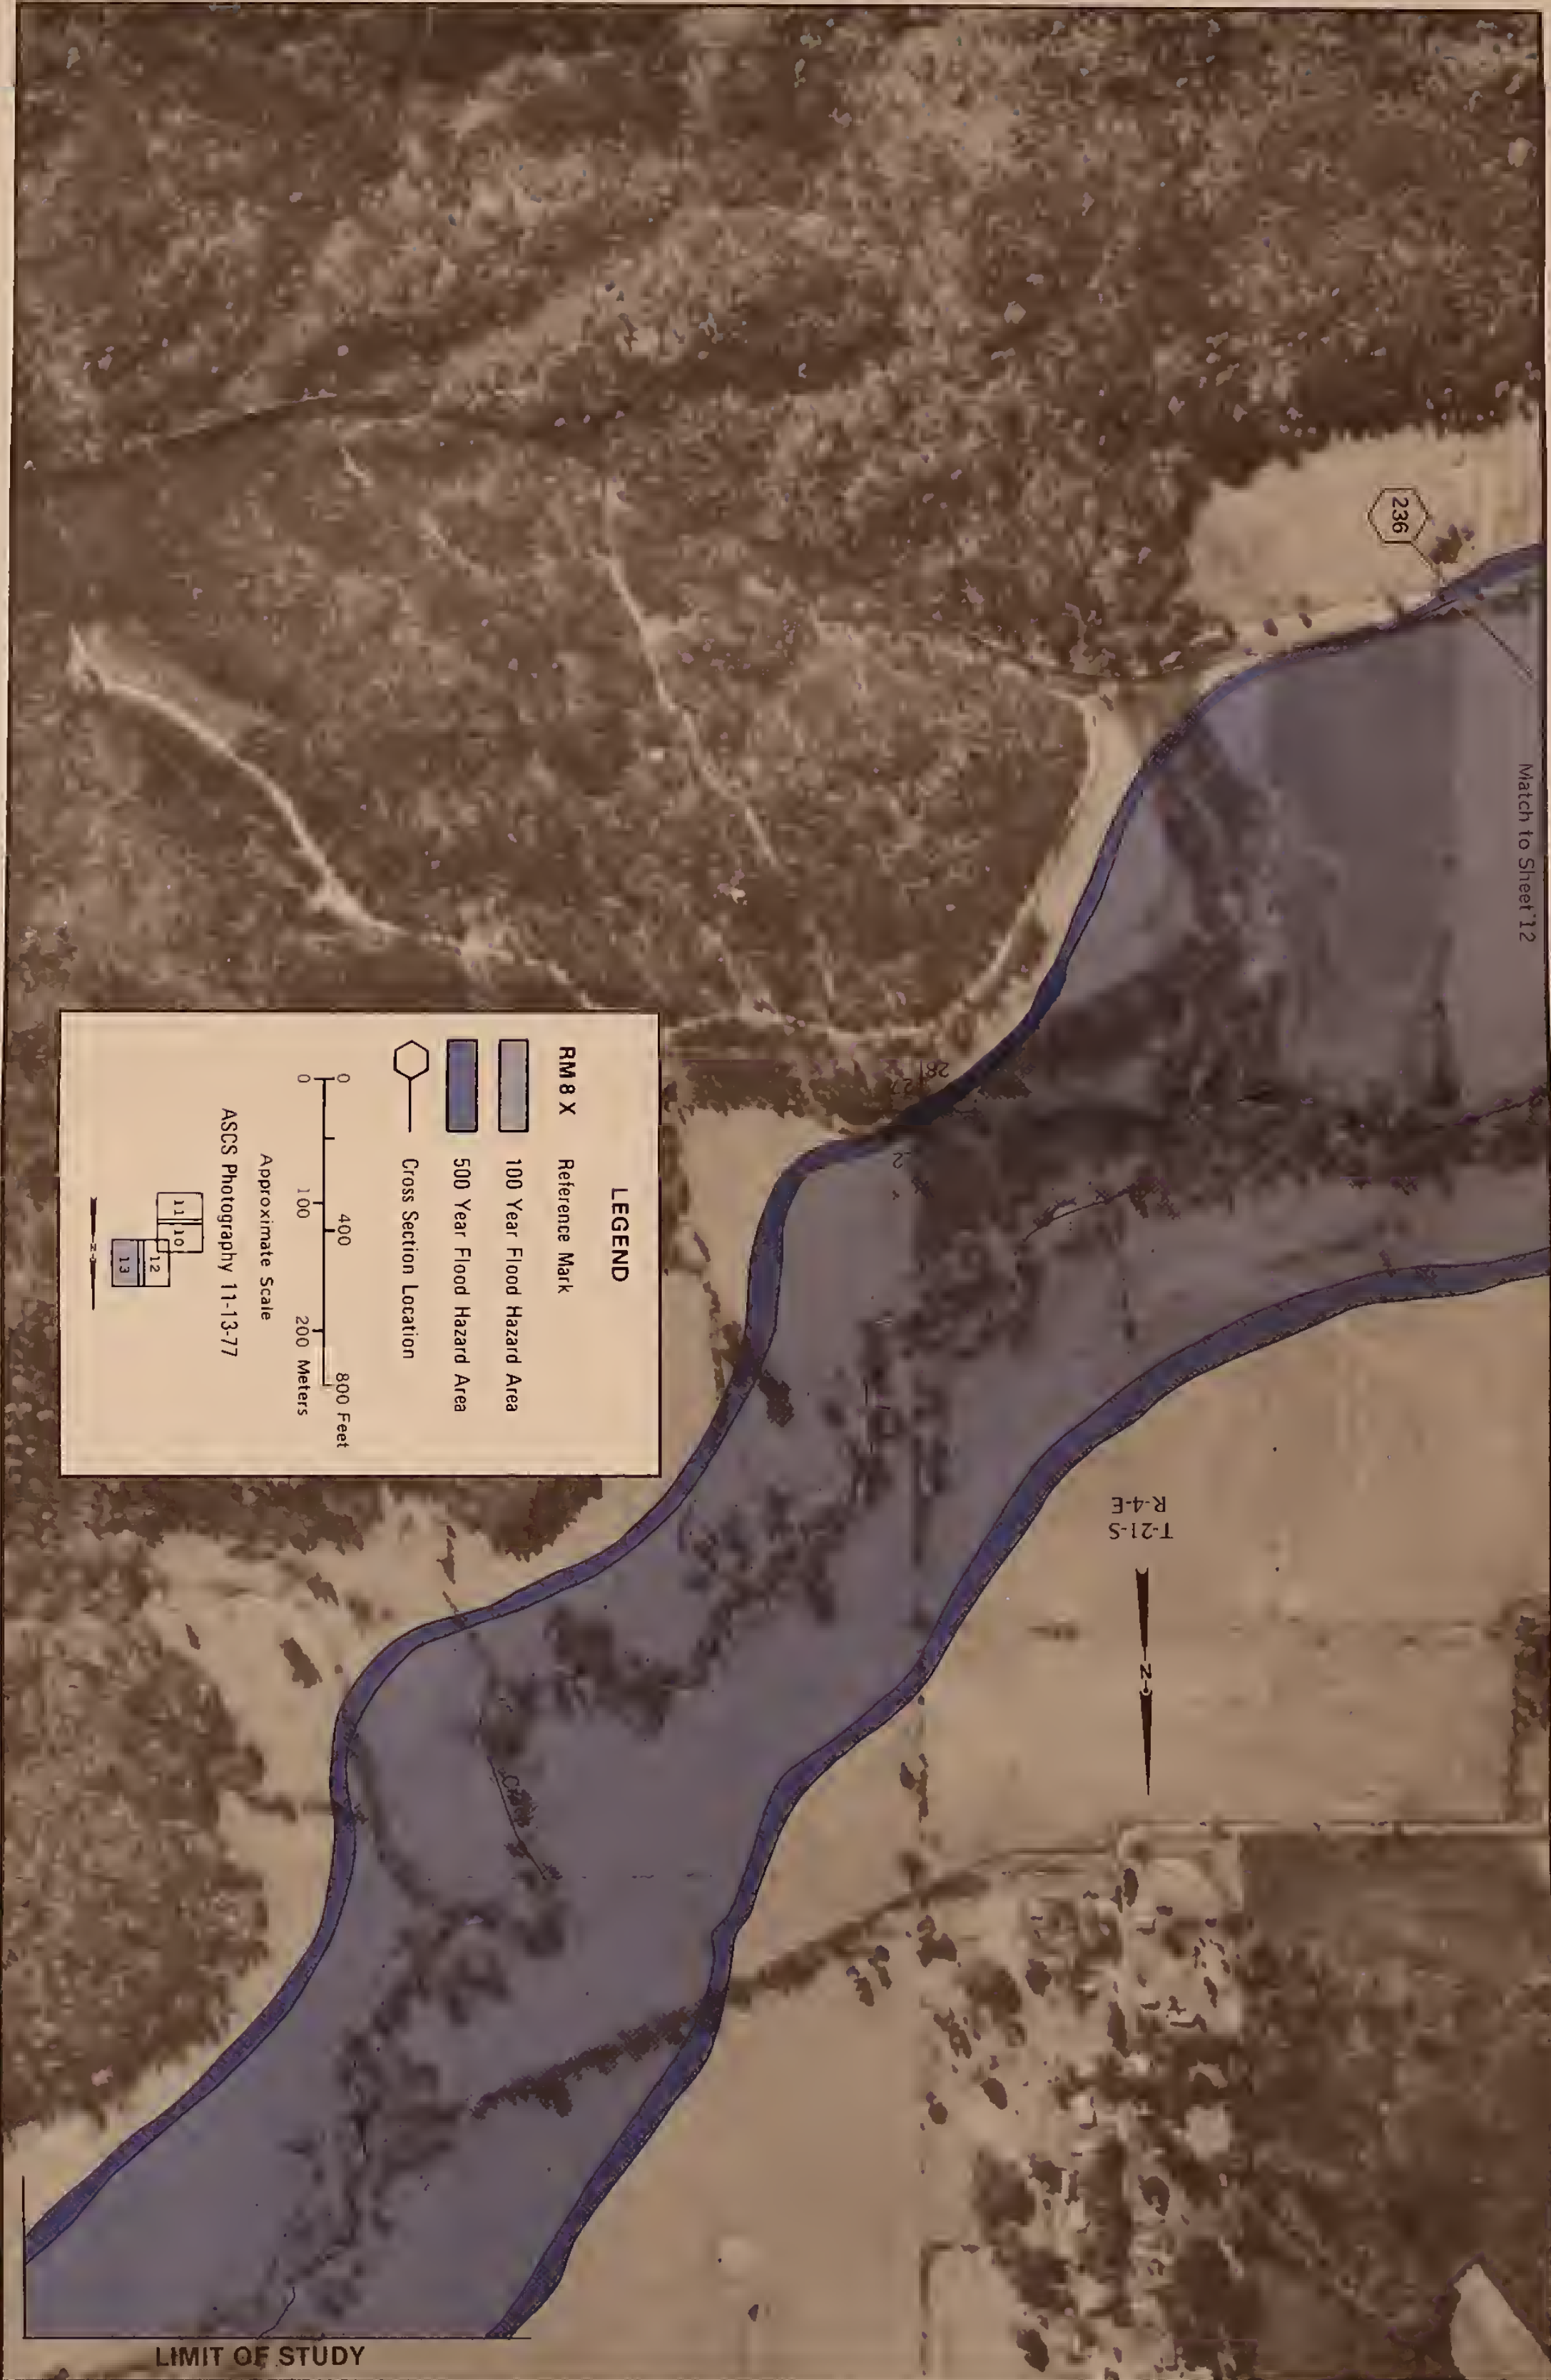 236
Match to Sheet 12
28
27
T-21-S
R-4-E
N
LEGEND
RM 8 X Reference Mark
100 Year Flood Hazard Area
500 Year Flood Hazard Area
Cross Section Location
0 400 800 Feet
0 100 200 Meters
Approximate Scale
ASCS Photography 11-13-77
11 10
12
13
N
LIMIT OF STUDY